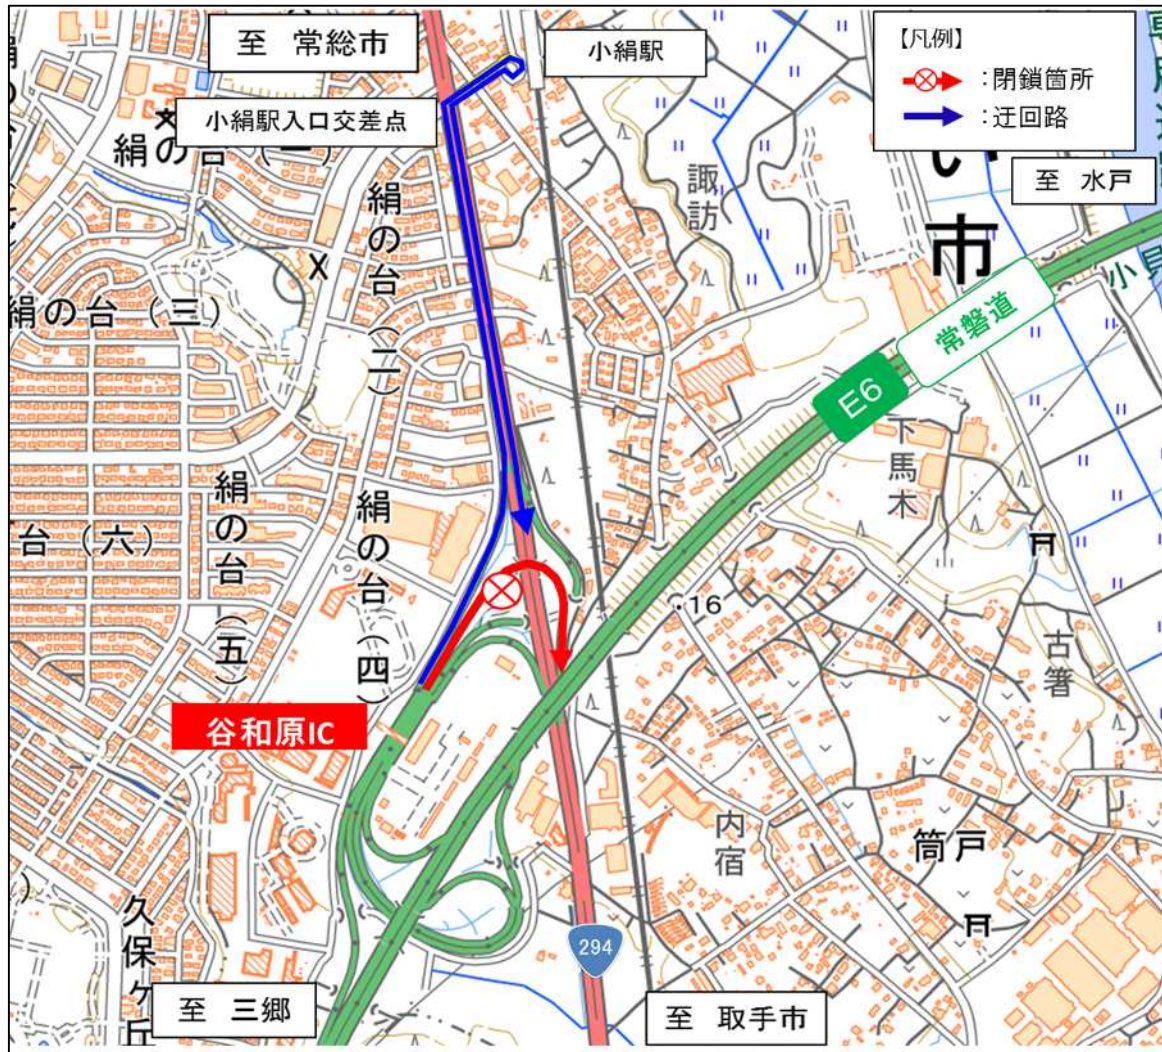 至 常総市
小絹駅
【凡例】
:閉鎖箇所
:迂回路
小絹駅入口交差点
絹の台
諏訪
い
市
至 水戸
絹の台(二)
絹の台(三)
小
常磐道
E6
下馬木
絹の台(五)
絹の台(四)
台(六)
16
古箸
谷和原IC
内宿
筒戸
久保ケ丘
294
至 三郷
至 取手市